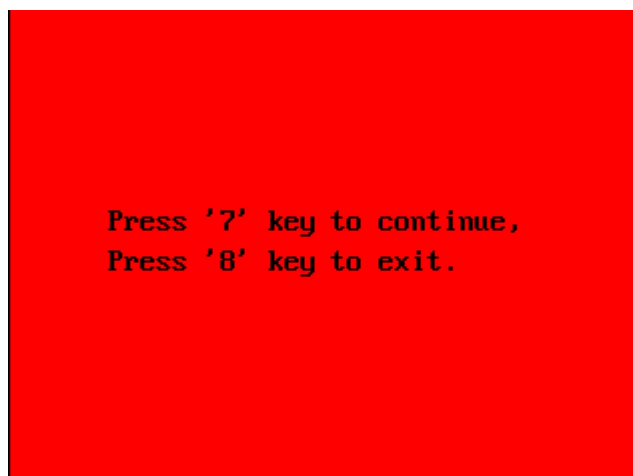 Press '7' key to continue,
Press '8' key to exit.